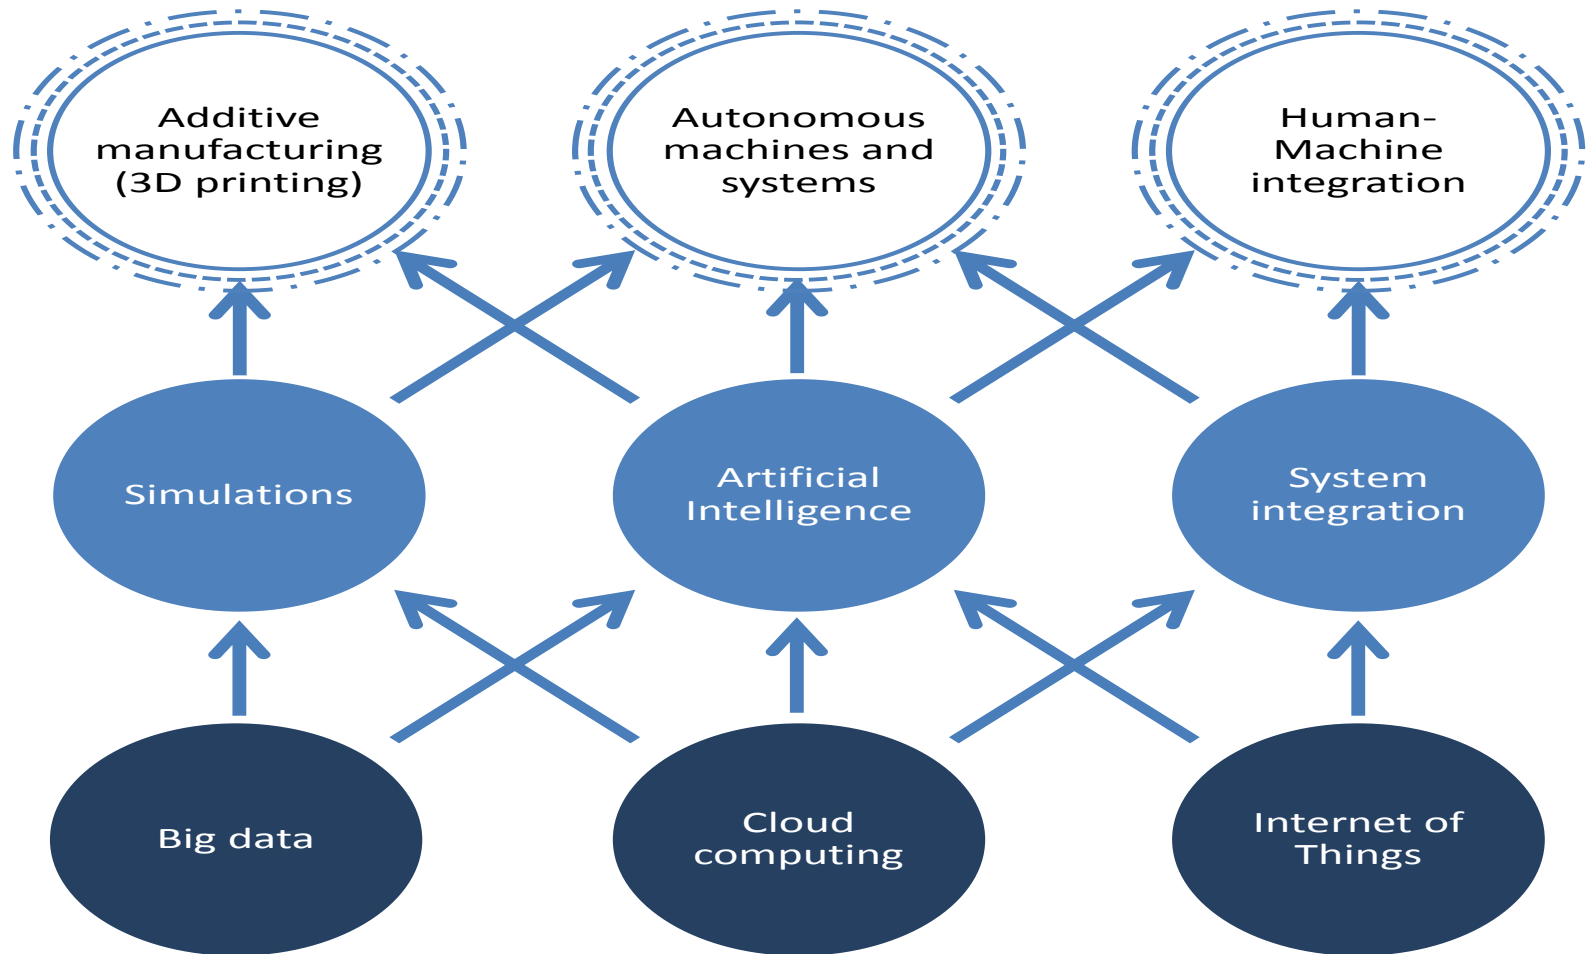 Additive
manufacturing
(3D printing)
Autonomous
machines and
systems
Human-
Machine
integration
Simulations
Artificial
Intelligence
System
integration
Big data
Cloud
computing
Internet of
Things